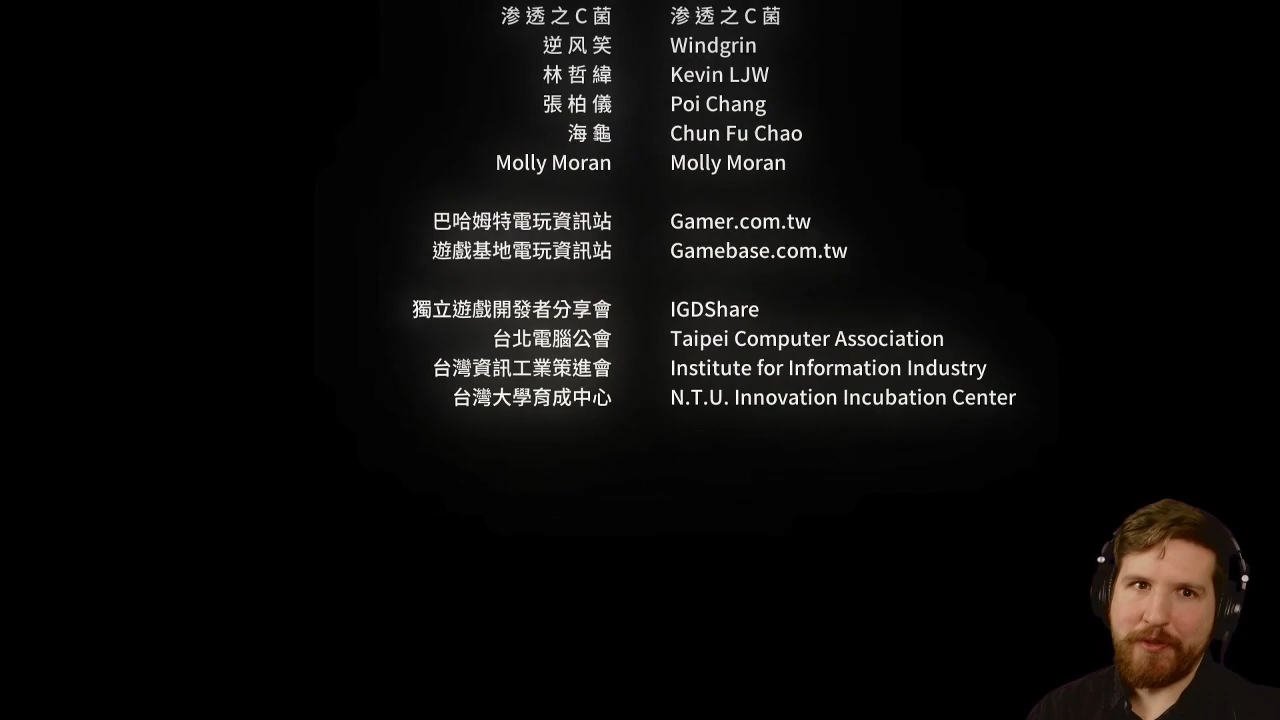 渗透之C菌 渗透之C菌
逆风笑 Windgrin
林哲緯 Kevin LJW
張柏儀 Poi Chang
海龜 Chun Fu Chao
Molly Moran Molly Moran
巴哈姆特電玩資訊站 Gamer.com.tw
遊戲基地電玩資訊站 Gamebase.com.tw
獨立遊戲開發者分享會 IGDShare
台北電腦公會 Taipei Computer Association
台灣資訊工業策進會 Institute for Information Industry
台灣大學育成中心 N.T.U. Innovation Incubation Center